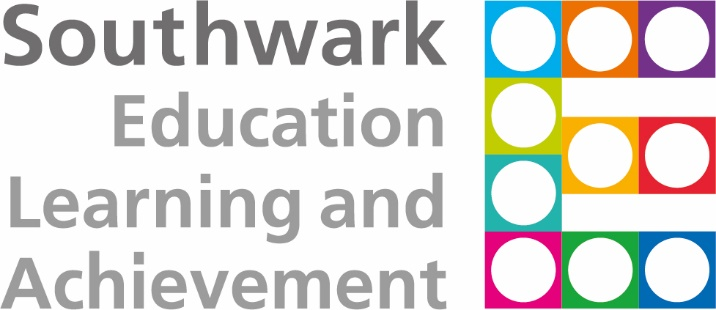 Southwark
Education
Learning and
Achievement